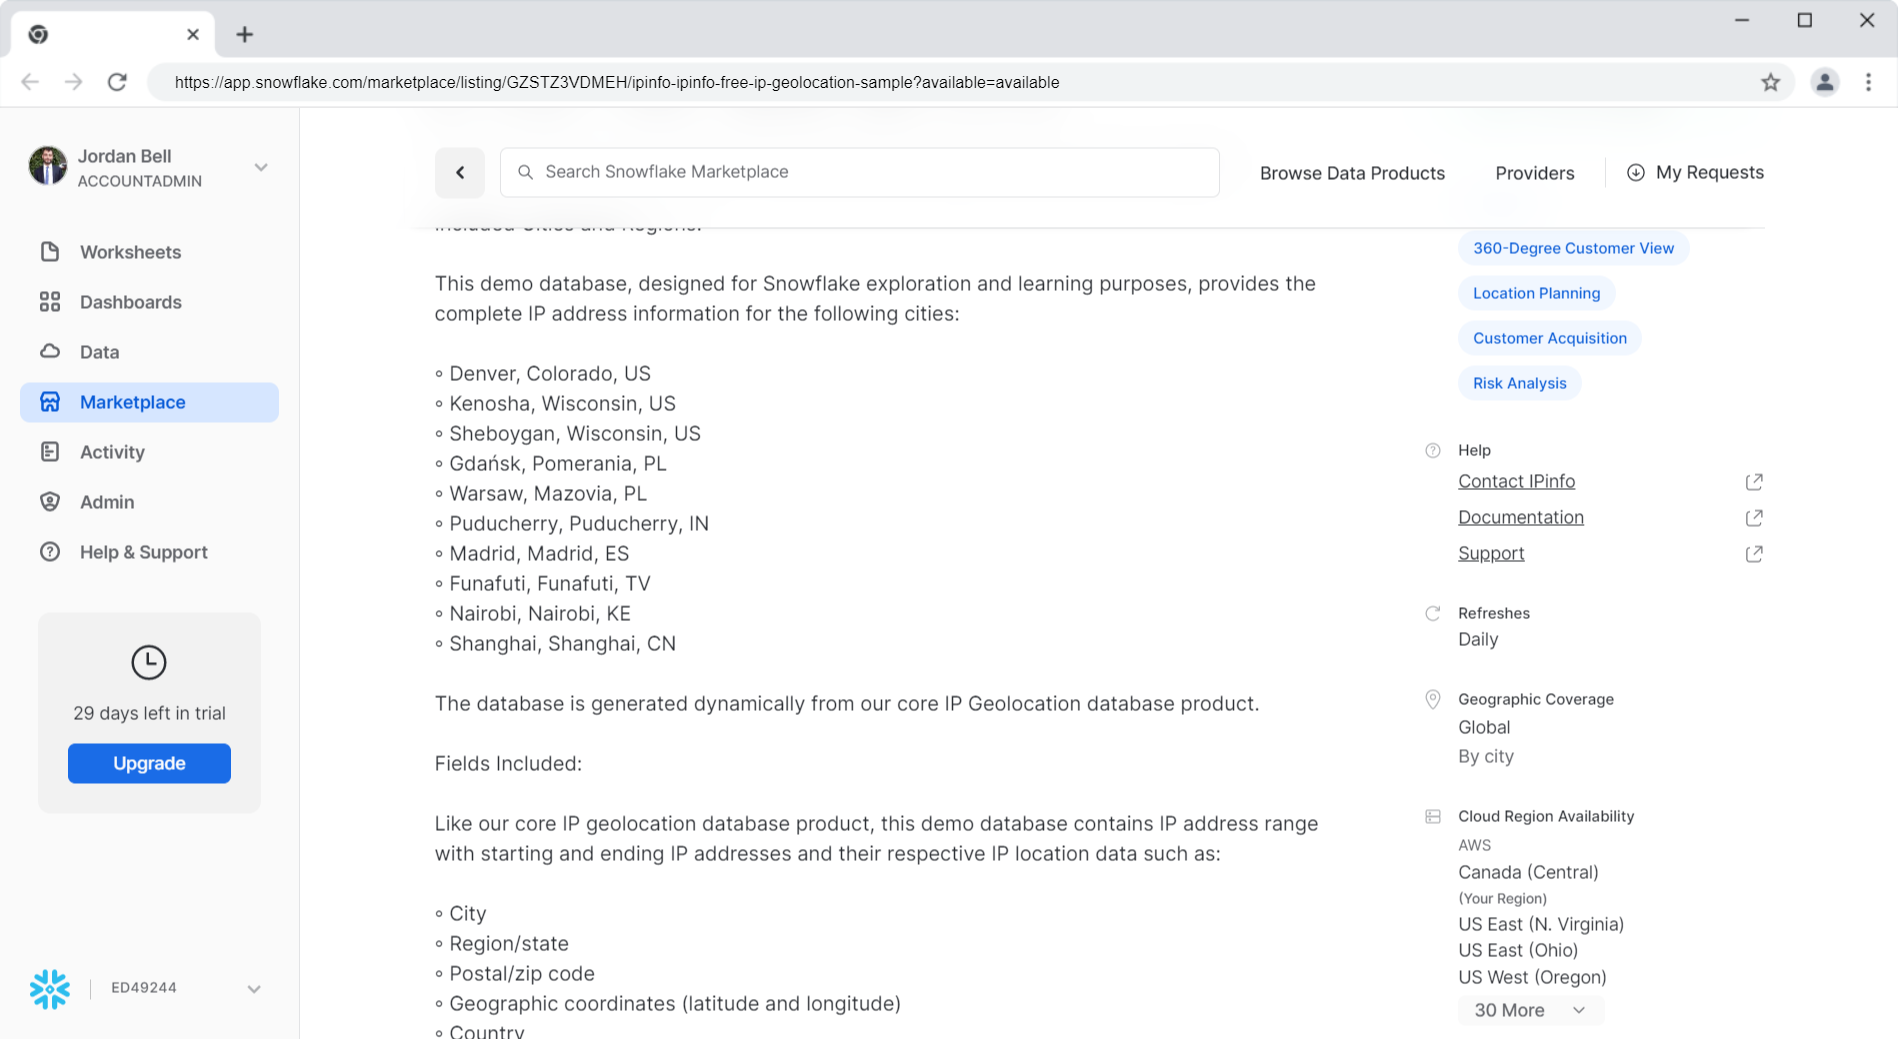 https://app.snowflake.com/marketplace/listing/GZSTZ3VDMEH/ipinfo-ipinfo-free-ip-geolocation-sample?available=available
Jordan Bell
ACCOUNTADMIN
Worksheets
Dashboards
Data
Marketplace
Activity
Admin
Help & Support
29 days left in trial
Upgrade
ED49244
Search Snowflake Marketplace
Browse Data Products
Providers
My Requests
Included Cities and Regions:
This demo database, designed for Snowflake exploration and learning purposes, provides the
complete IP address information for the following cities:
◦ Denver, Colorado, US
◦ Kenosha, Wisconsin, US
◦ Sheboygan, Wisconsin, US
◦ Gdańsk, Pomerania, PL
◦ Warsaw, Mazovia, PL
◦ Puducherry, Puducherry, IN
◦ Madrid, Madrid, ES
◦ Funafuti, Funafuti, TV
◦ Nairobi, Nairobi, KE
◦ Shanghai, Shanghai, CN
The database is generated dynamically from our core IP Geolocation database product.
Fields Included:
Like our core IP geolocation database product, this demo database contains IP address range
with starting and ending IP addresses and their respective IP location data such as:
◦ City
◦ Region/state
◦ Postal/zip code
◦ Geographic coordinates (latitude and longitude)
◦ Country
360-Degree Customer View
Location Planning
Customer Acquisition
Risk Analysis
Help
Contact IPinfo
Documentation
Support
Refreshes
Daily
Geographic Coverage
Global
By city
Cloud Region Availability
AWS
Canada (Central)
(Your Region)
US East (N. Virginia)
US East (Ohio)
US West (Oregon)
30 More